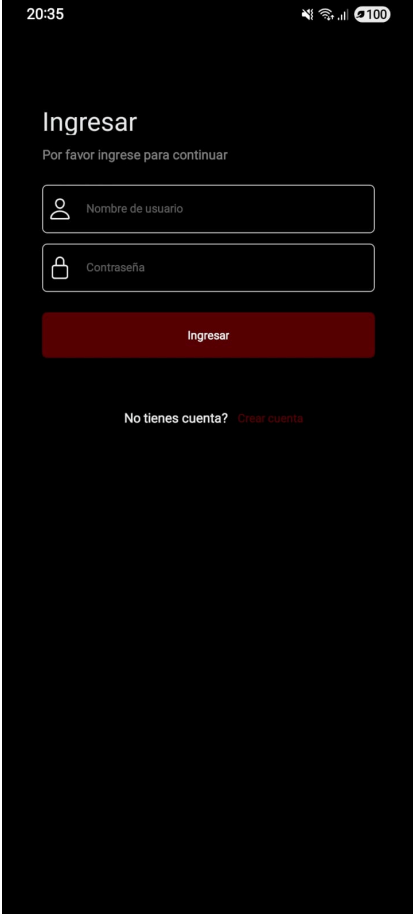 20:35 100
Ingresar
Por favor ingrese para continuar
Nombre de usuario
Contraseña
Ingresar
No tienes cuenta? Crear cuenta